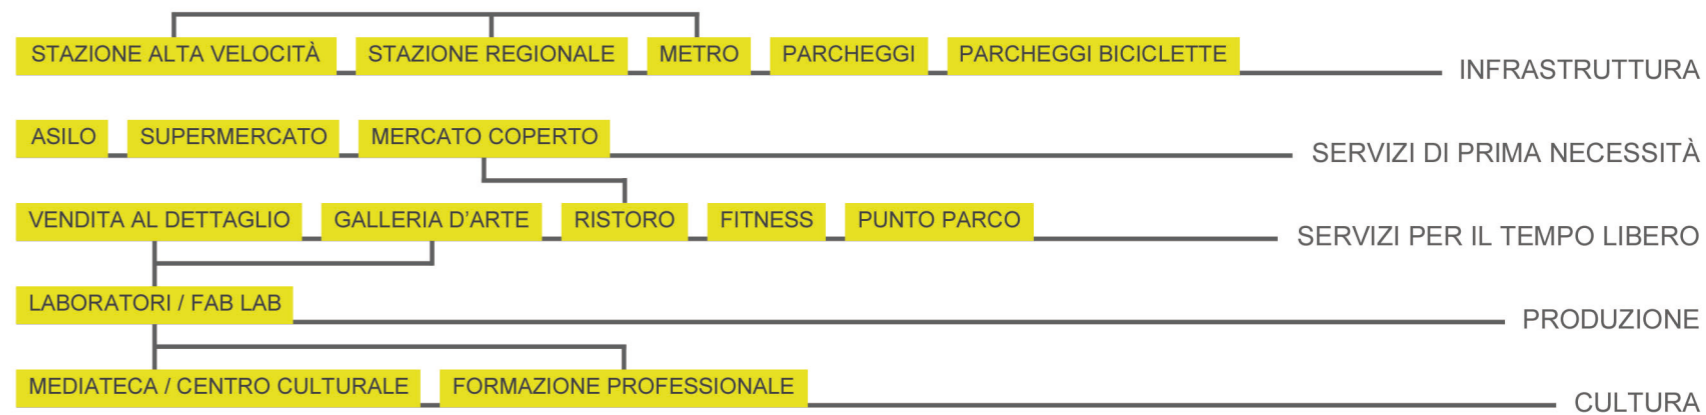 STAZIONE ALTA VELOCITÀ STAZIONE REGIONALE METRO PARCHEGGI PARCHEGGI BICICLETTE INFRASTRUTTURA
ASILO SUPERMERCATO MERCATO COPERTO SERVIZI DI PRIMA NECESSITÀ
VENDITA AL DETTAGLIO GALLERIA D’ARTE RISTORO FITNESS PUNTO PARCO SERVIZI PER IL TEMPO LIBERO
LABORATORI / FAB LAB PRODUZIONE
MEDIATECA / CENTRO CULTURALE FORMAZIONE PROFESSIONALE CULTURA